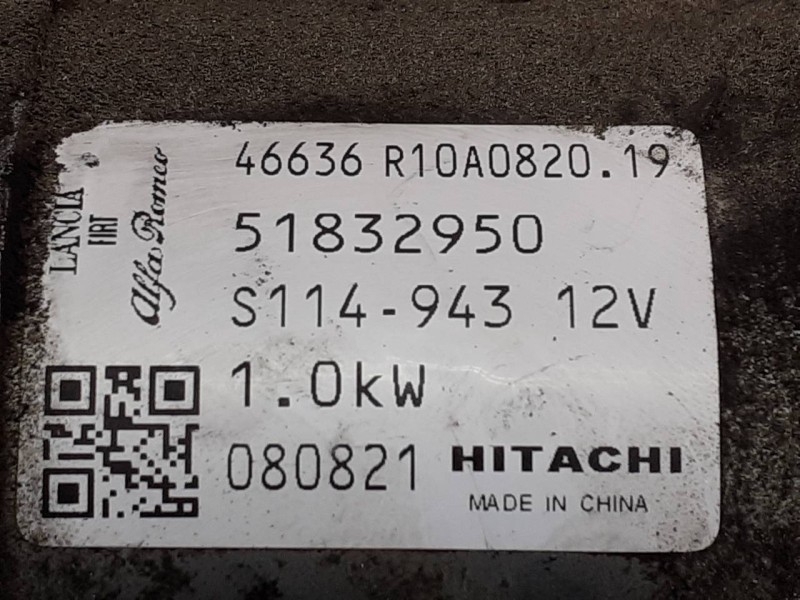 46636 R10A0820.19
LANCIA
FIAT
Alfa Romeo
51832950
S114-943 12V
1.0kW
080821 HITACHI
MADE IN CHINA